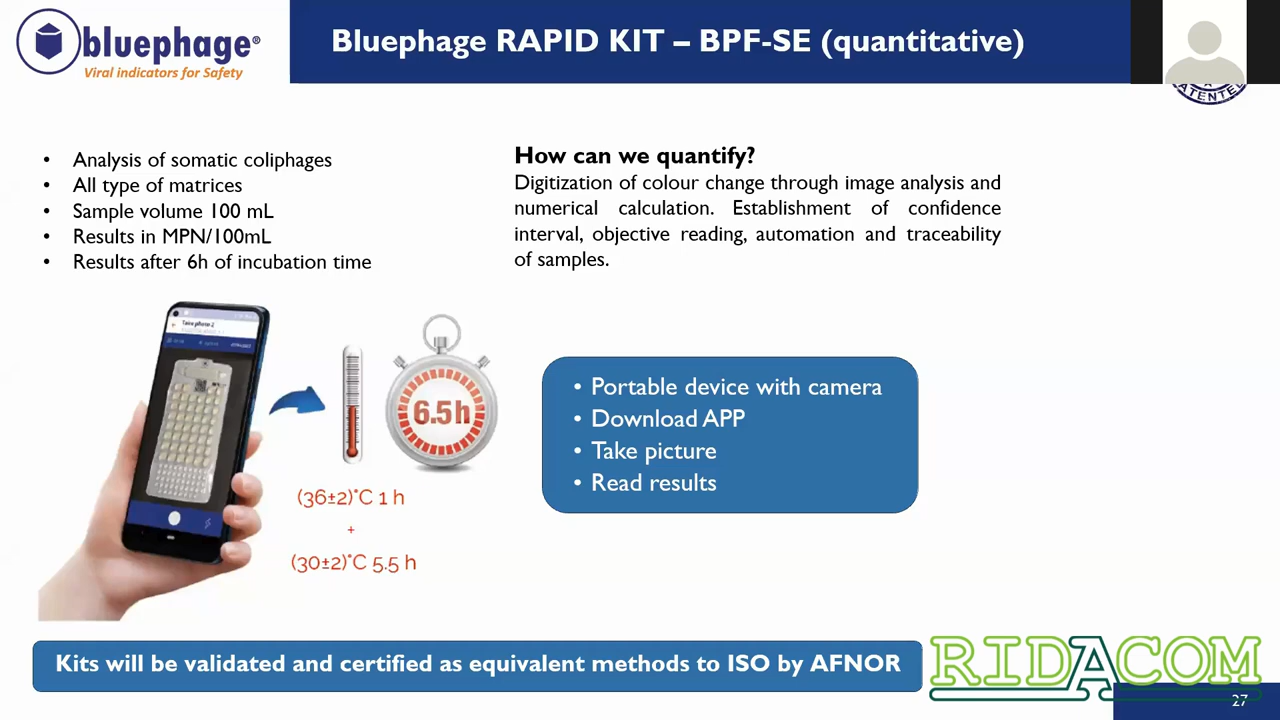 bluephage®
Viral indicators for Safety
Bluephage RAPID KIT – BPF-SE (quantitative)
PATENTED
• Analysis of somatic coliphages
• All type of matrices
• Sample volume 100 mL
• Results in MPN/100mL
• Results after 6h of incubation time
How can we quantify?
Digitization of colour change through image analysis and
numerical calculation. Establishment of confidence
interval, objective reading, automation and traceability
of samples.
Take photo 2
6.5h
(36±2)°C 1 h
+
(30±2)°C 5.5 h
• Portable device with camera
• Download APP
• Take picture
• Read results
Kits will be validated and certified as equivalent methods to ISO by AFNOR
RIDACOM
27